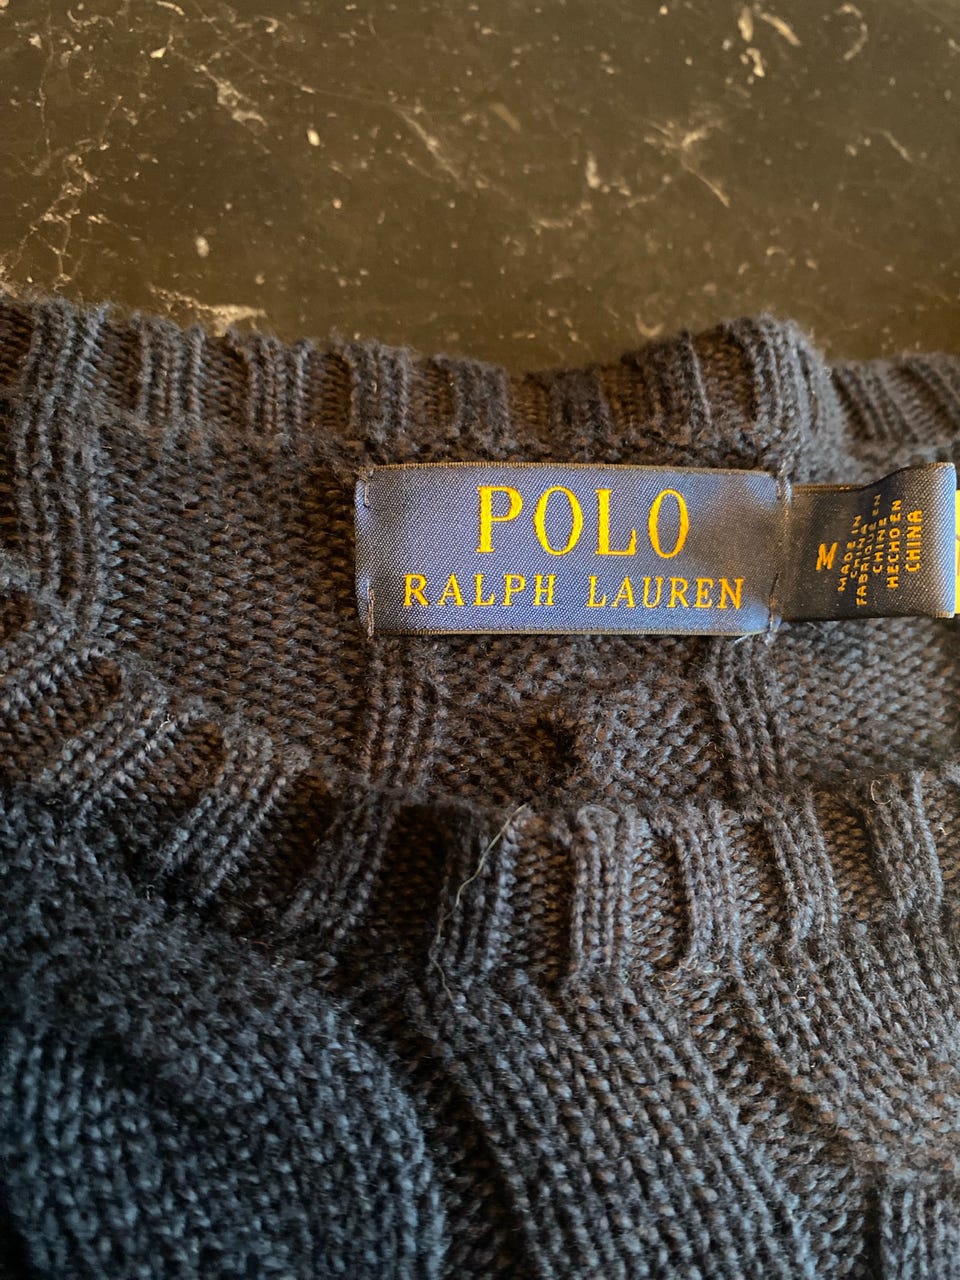 POLO
RALPH LAUREN
M
MADE IN
CHINA
FABRIQUÉ EN
CHINE
HECHO EN
CHINA